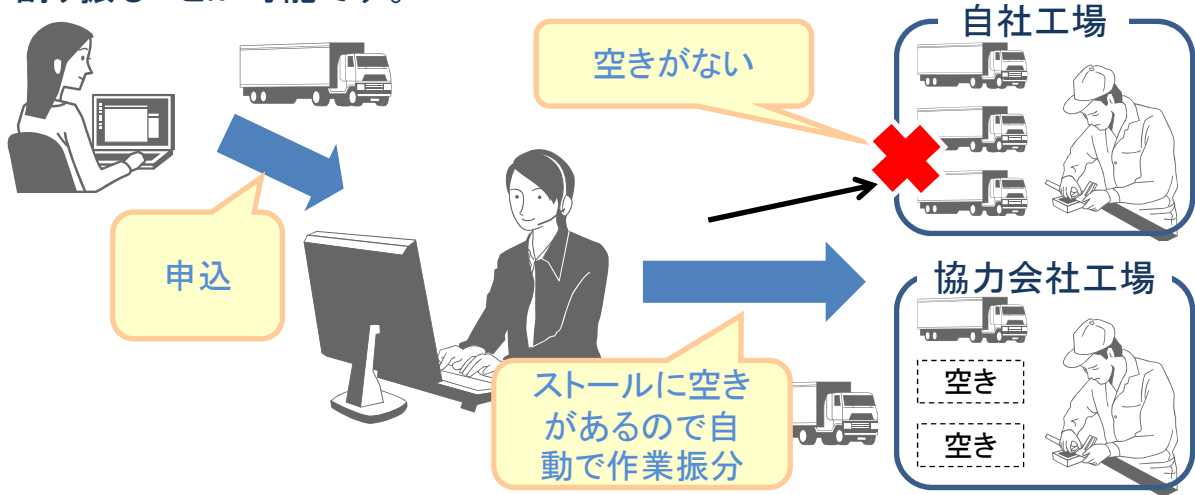 自社工場
空きがない
申込
協力会社工場
空き
空き
ストールに空き
があるので自
動で作業振分